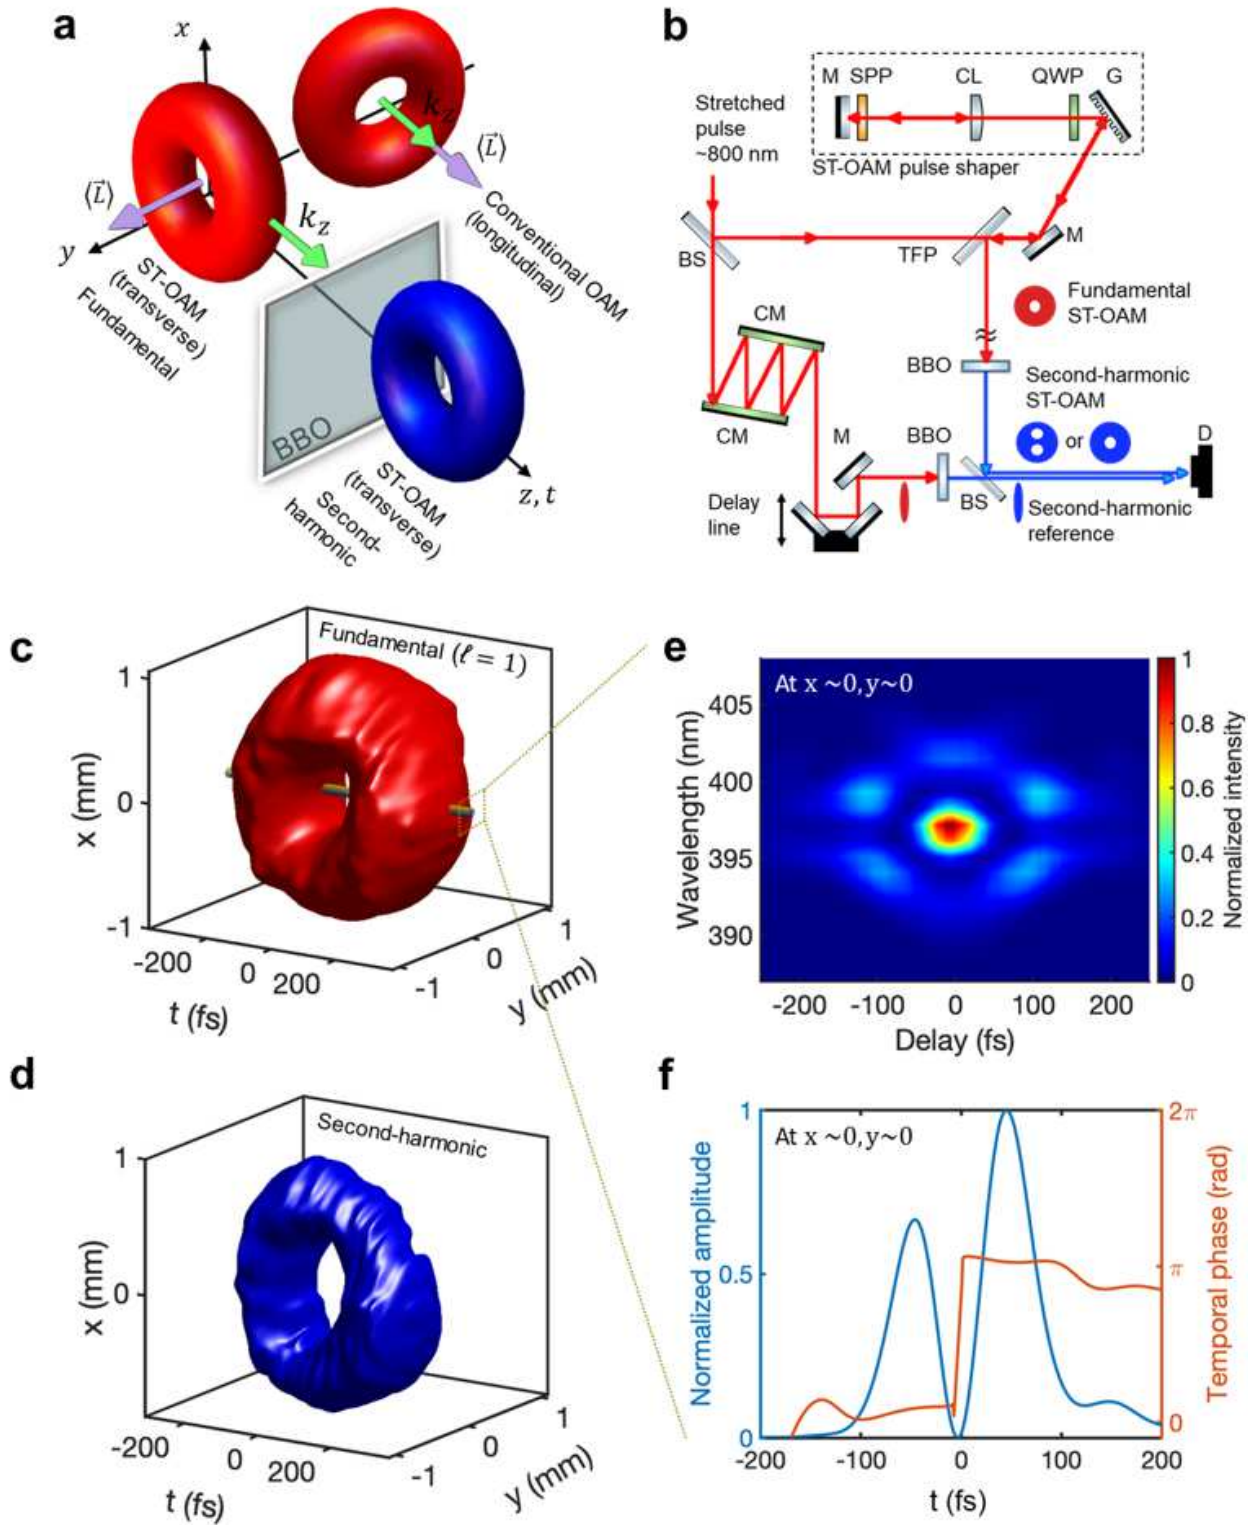 a
x
k_z
⟨L⃗⟩
⟨L⃗⟩
k_z
y
ST-OAM
(transverse)
Fundamental
Conventional OAM
(longitudinal)
BBO
z, t
ST-OAM
(transverse)
Second-
harmonic
b
M SPP CL QWP G
Stretched
pulse
~800 nm
ST-OAM pulse shaper
BS
TFP
M
CM
Fundamental
ST-OAM
≈
BBO
Second-harmonic
ST-OAM
CM
M
BBO
or
D
Delay
line
BS
Second-harmonic
reference
c
Fundamental (ℓ = 1)
1
0
-1
x (mm)
-200
0
200
t (fs)
-1
0
1
y (mm)
d
Second-harmonic
1
0
x (mm)
-200
0
200
t (fs)
-1
0
1
y (mm)
e
At x ~0,y~0
405
400
395
390
Wavelength (nm)
-200 -100 0 100 200
Delay (fs)
1
0.8
0.6
0.4
0.2
0
Normalized intensity
f
At x ~0,y~0
1
0.5
0
Normalized amplitude
2π
π
0
Temporal phase (rad)
-200 -100 0 100 200
t (fs)